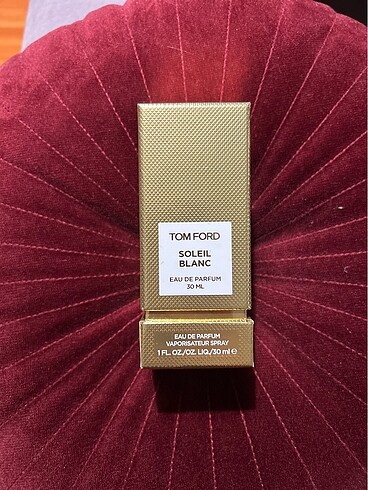 TOM FORD
SOLEIL
BLANC
EAU DE PARFUM
30 ML
EAU DE PARFUM
VAPORISATEUR SPRAY
1 FL. OZ./OZ. LIQ./30 ml ℮